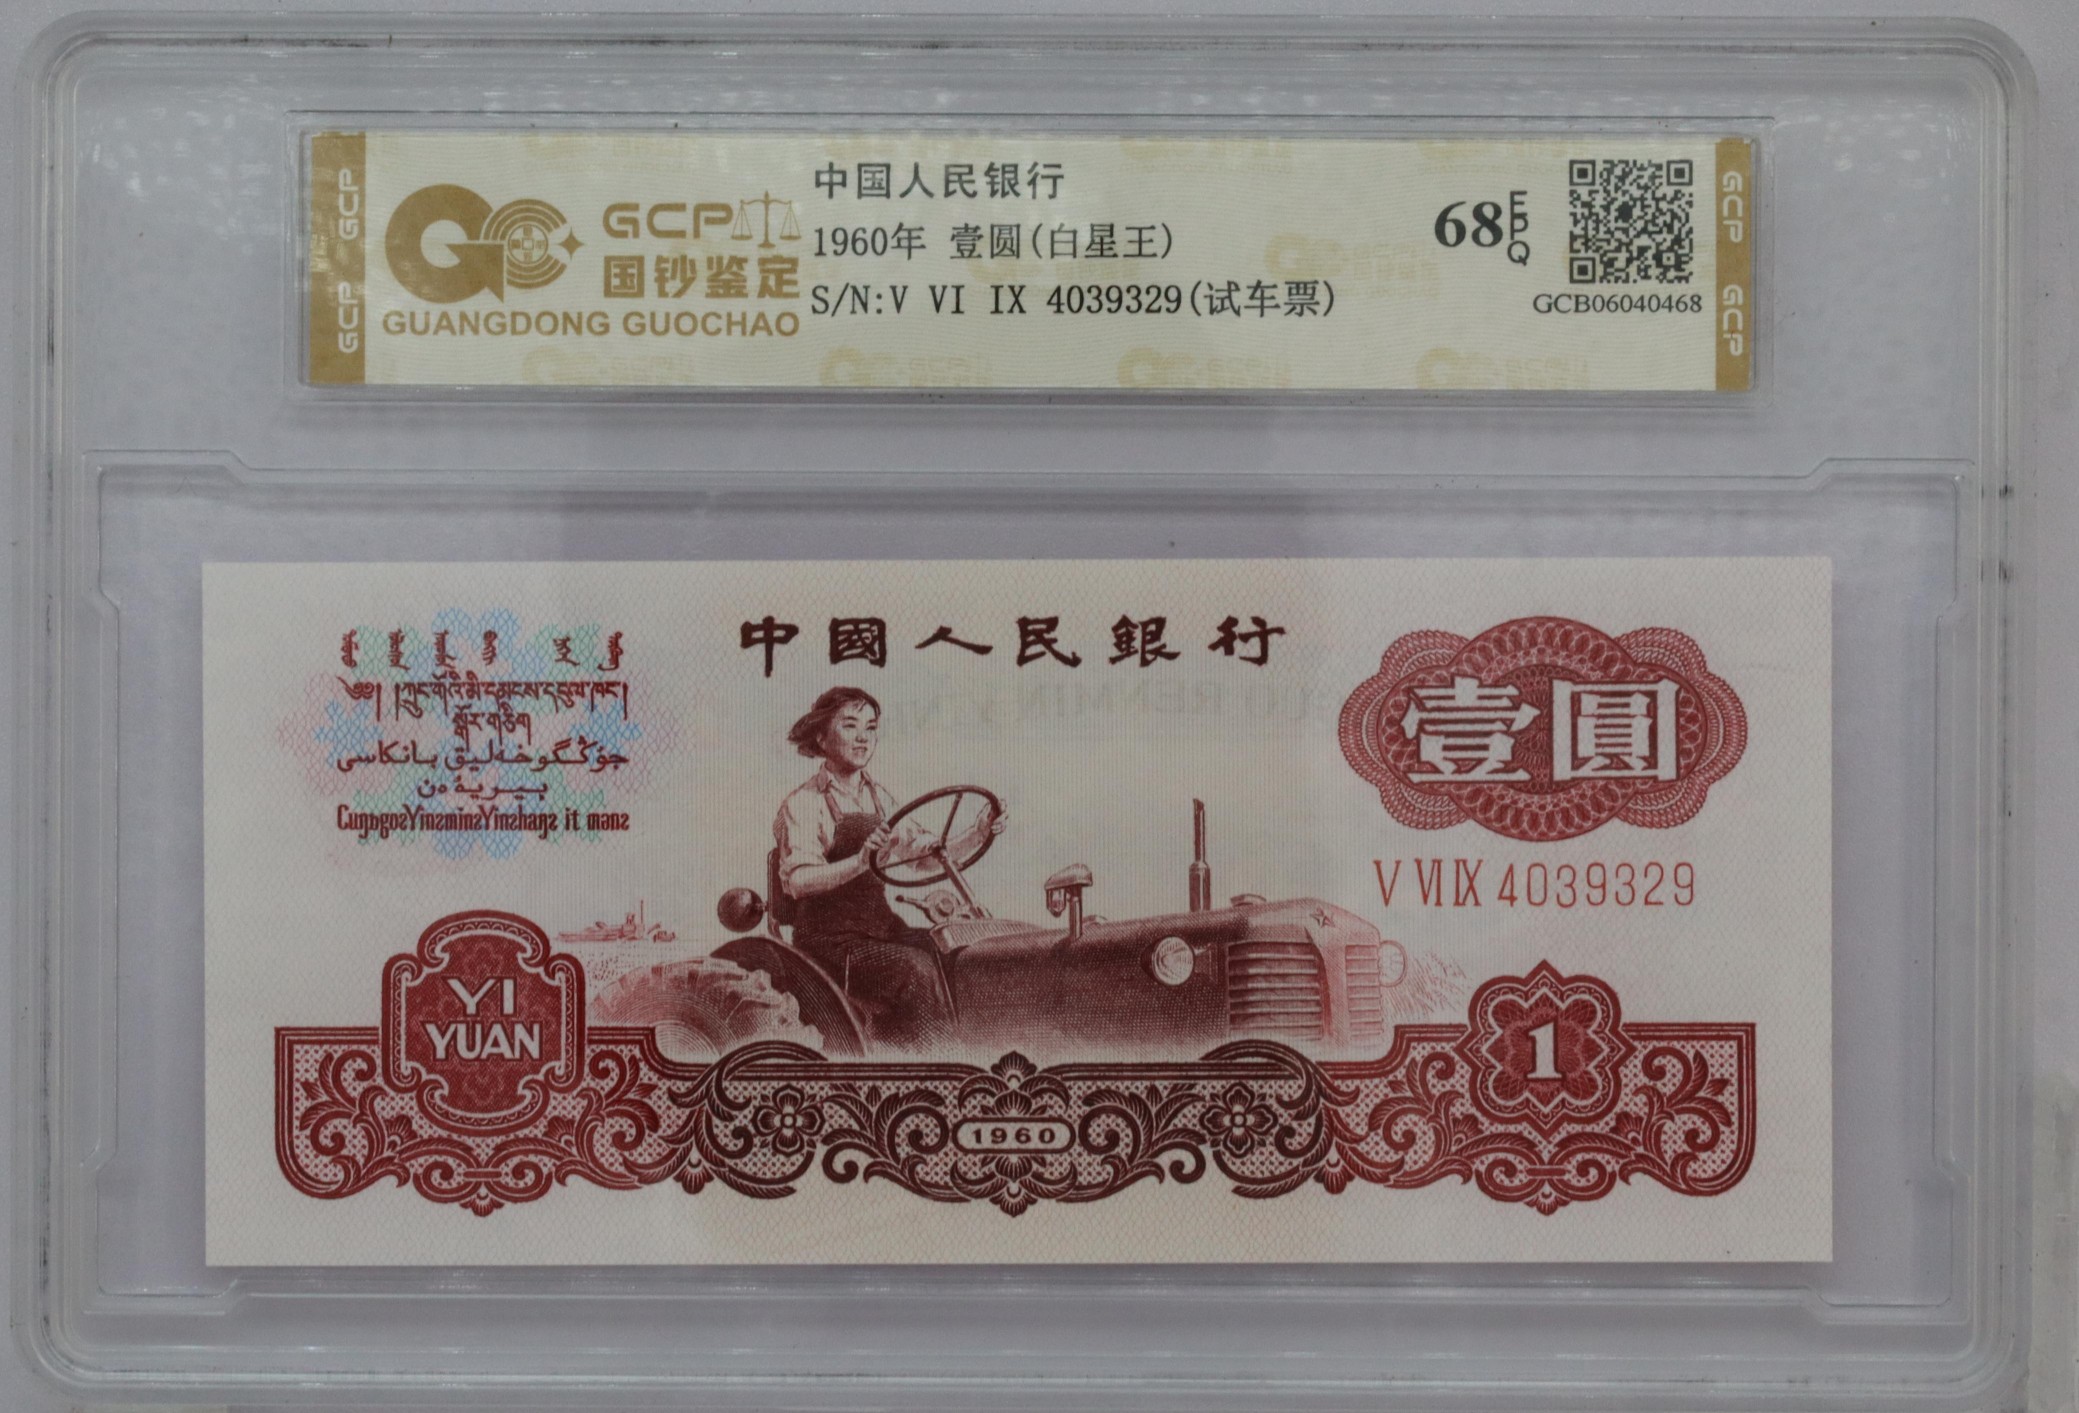 GCP GCP
GCP
国钞鉴定
GUANGDONG GUOCHAO
中国人民银行
1960年 壹圆(白星王)
S/N:V VI IX 4039329(试车票)
68 EPQ
GCB06040468
GCP GCP
中國人民銀行
壹圓
V VI IX 4039329
YI
YUAN
1960
1